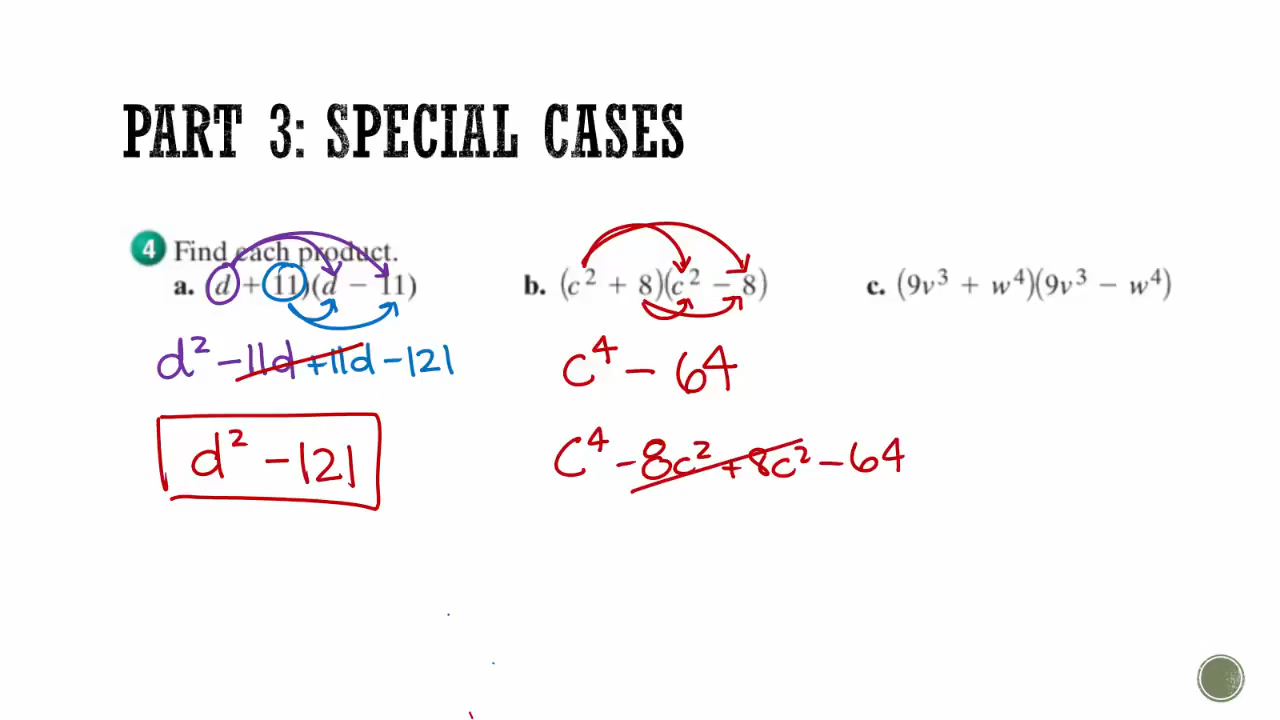 PART 3: SPECIAL CASES
4 Find each product.
a. (d + 11)(d − 11)
d² −11d +11d −121
d² −121
b. (c² + 8)(c² − 8)
c⁴ − 64
c⁴ −8c² +8c² −64
c. (9v³ + w⁴)(9v³ − w⁴)